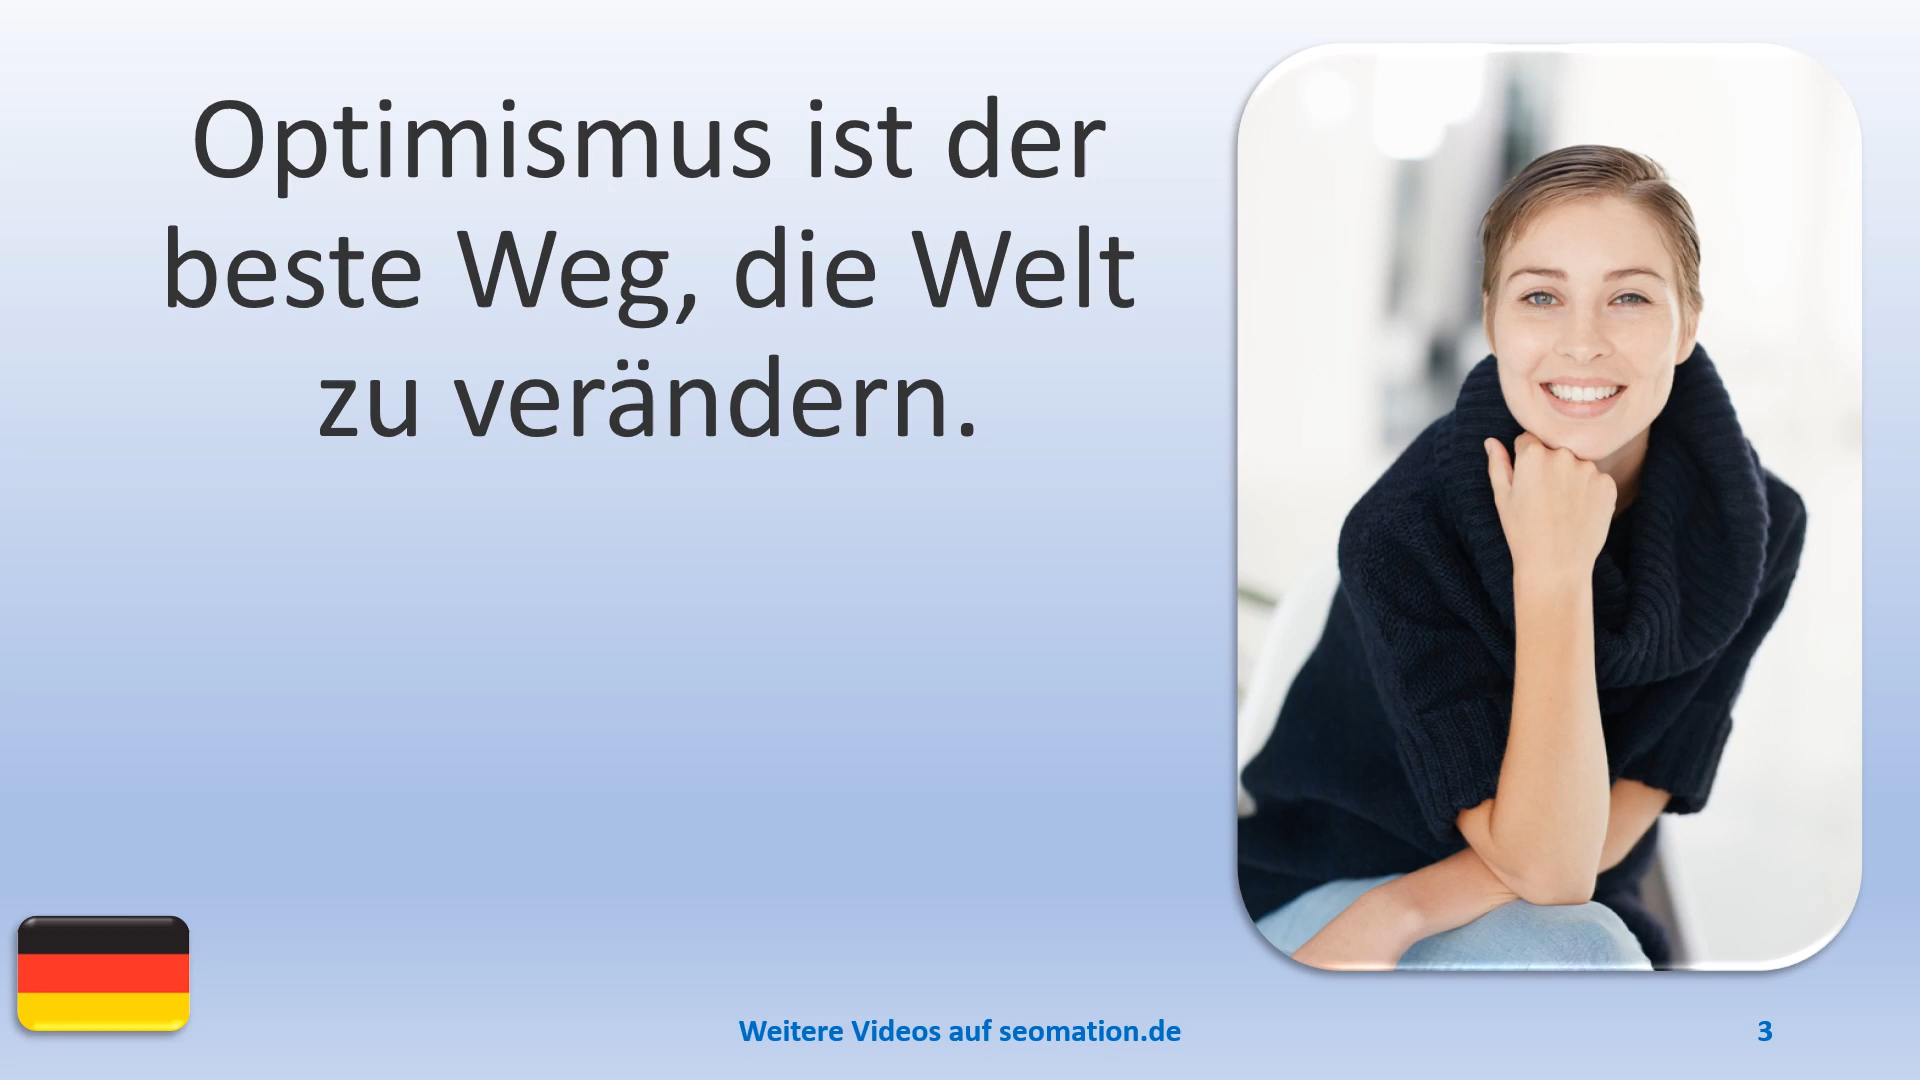 Optimismus ist der
beste Weg, die Welt
zu verändern.
Weitere Videos auf seomation.de
3